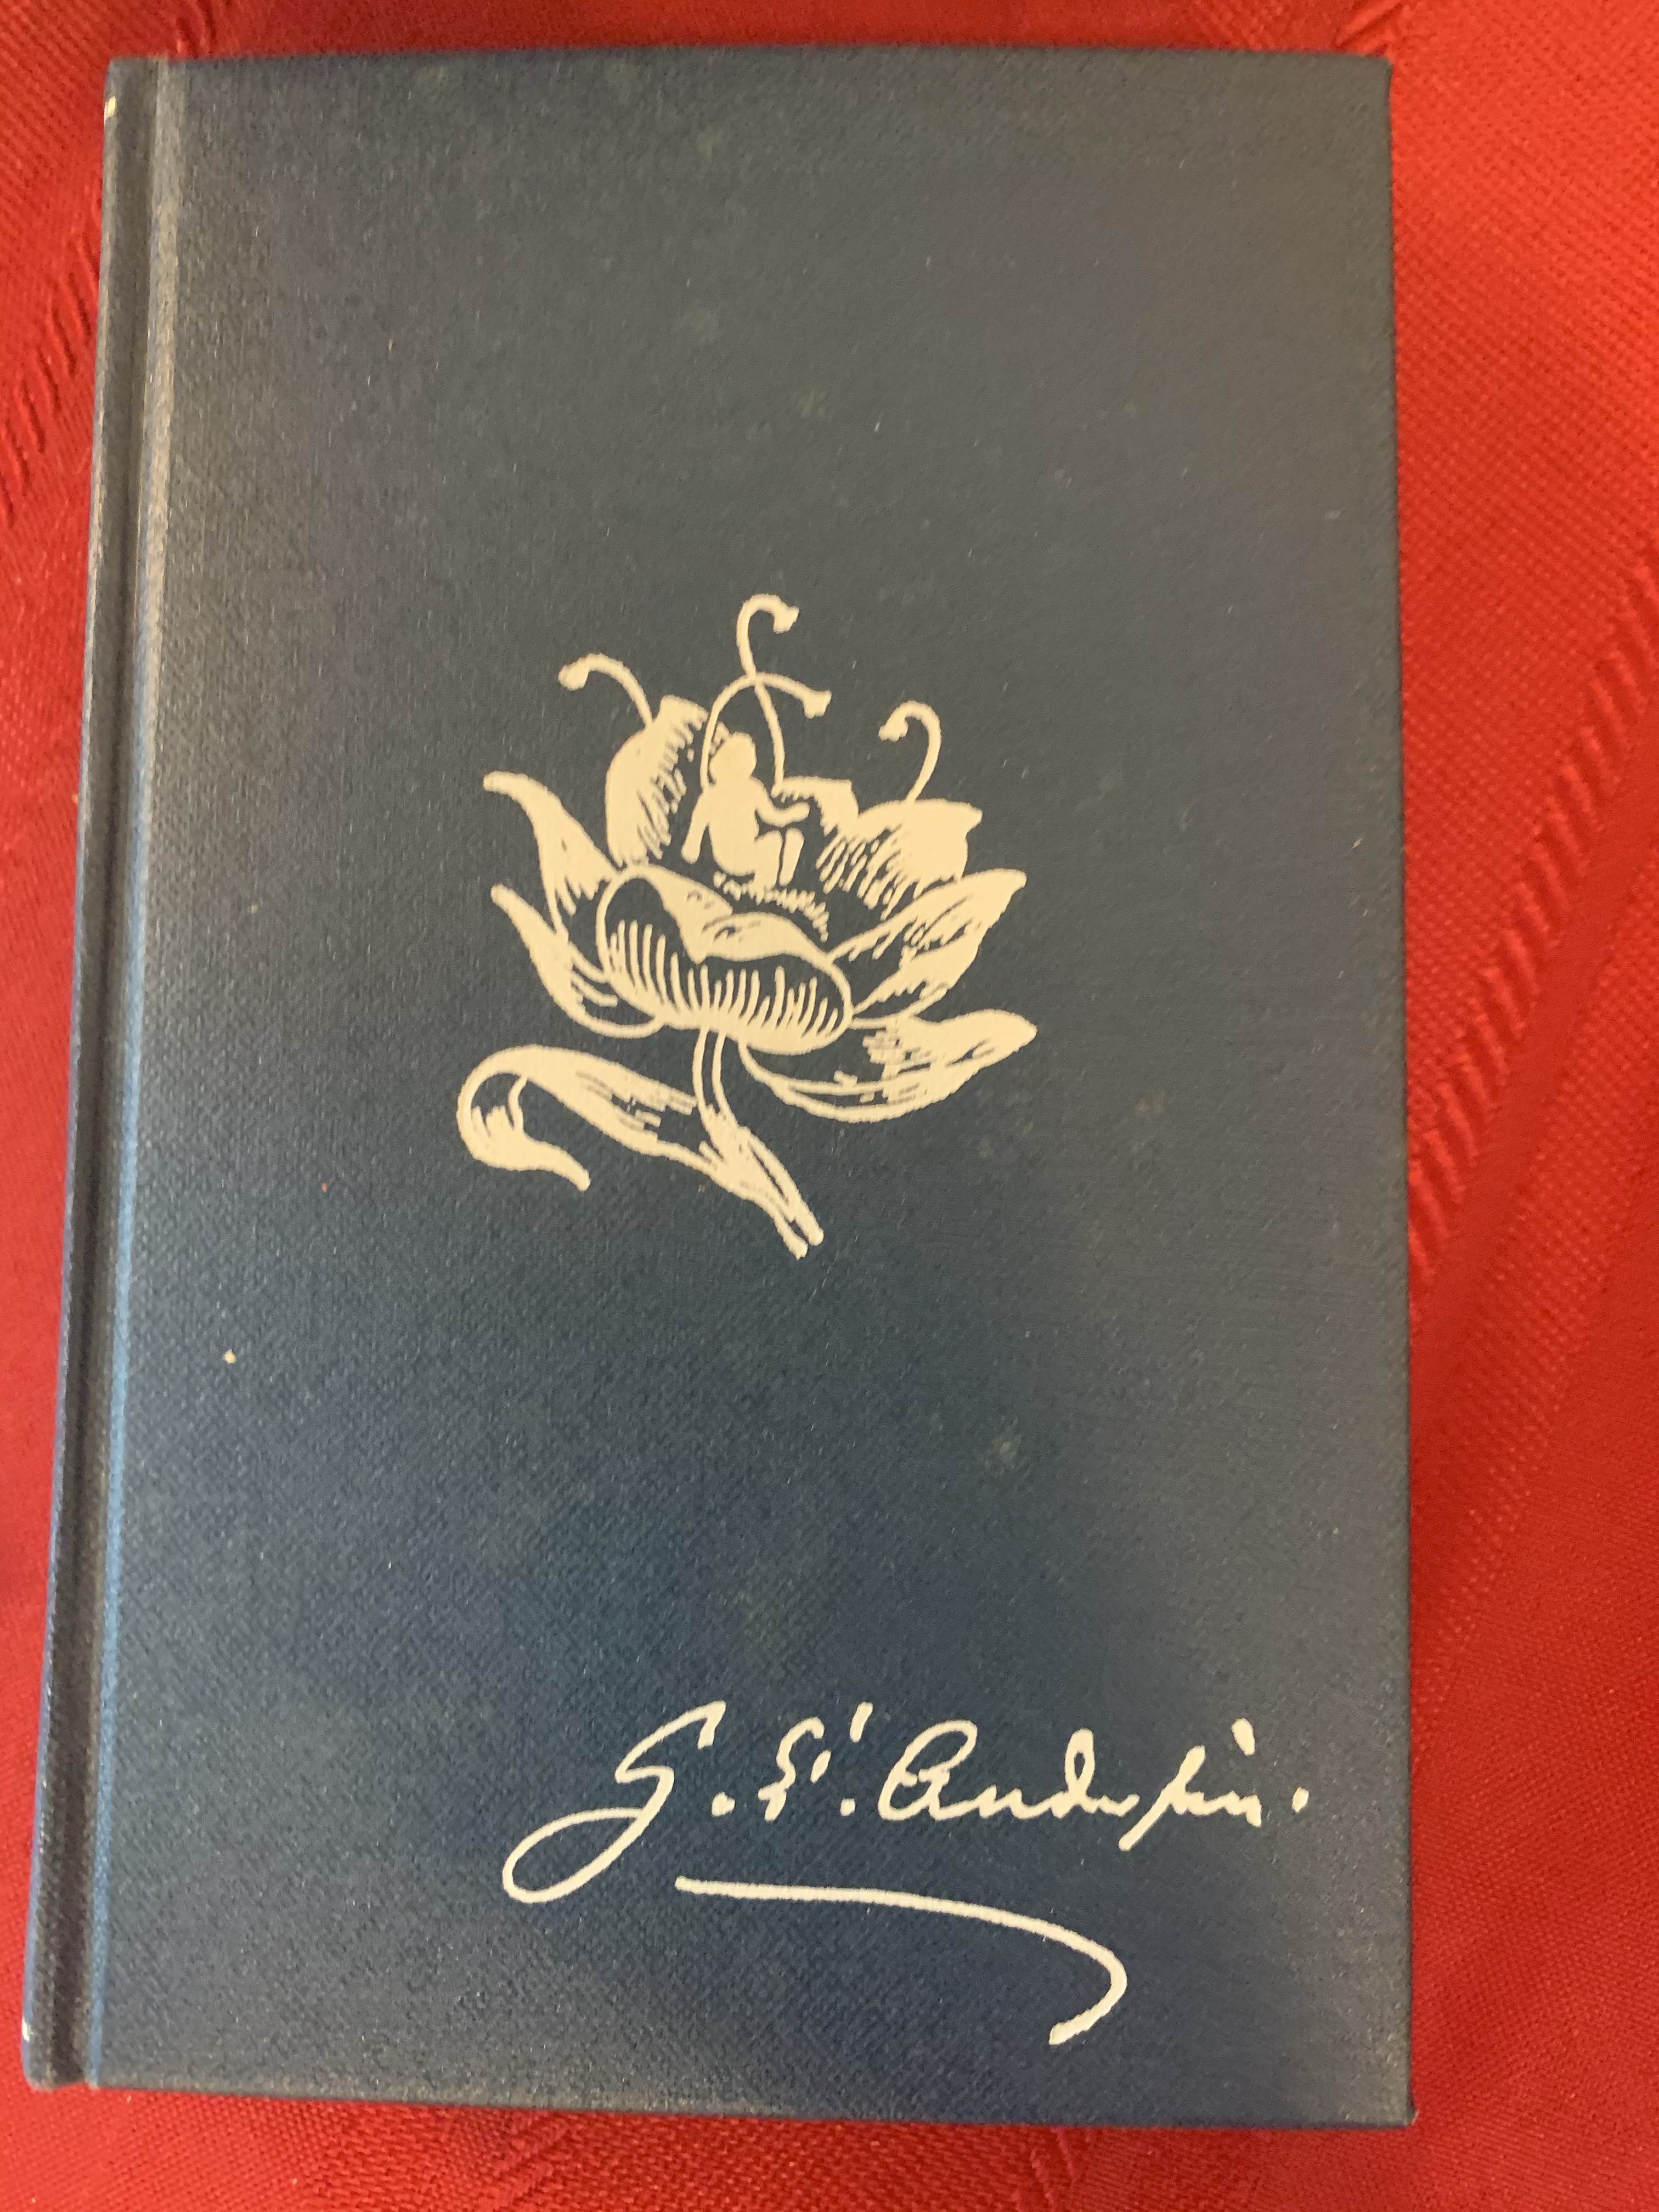 H. C. Andersen.